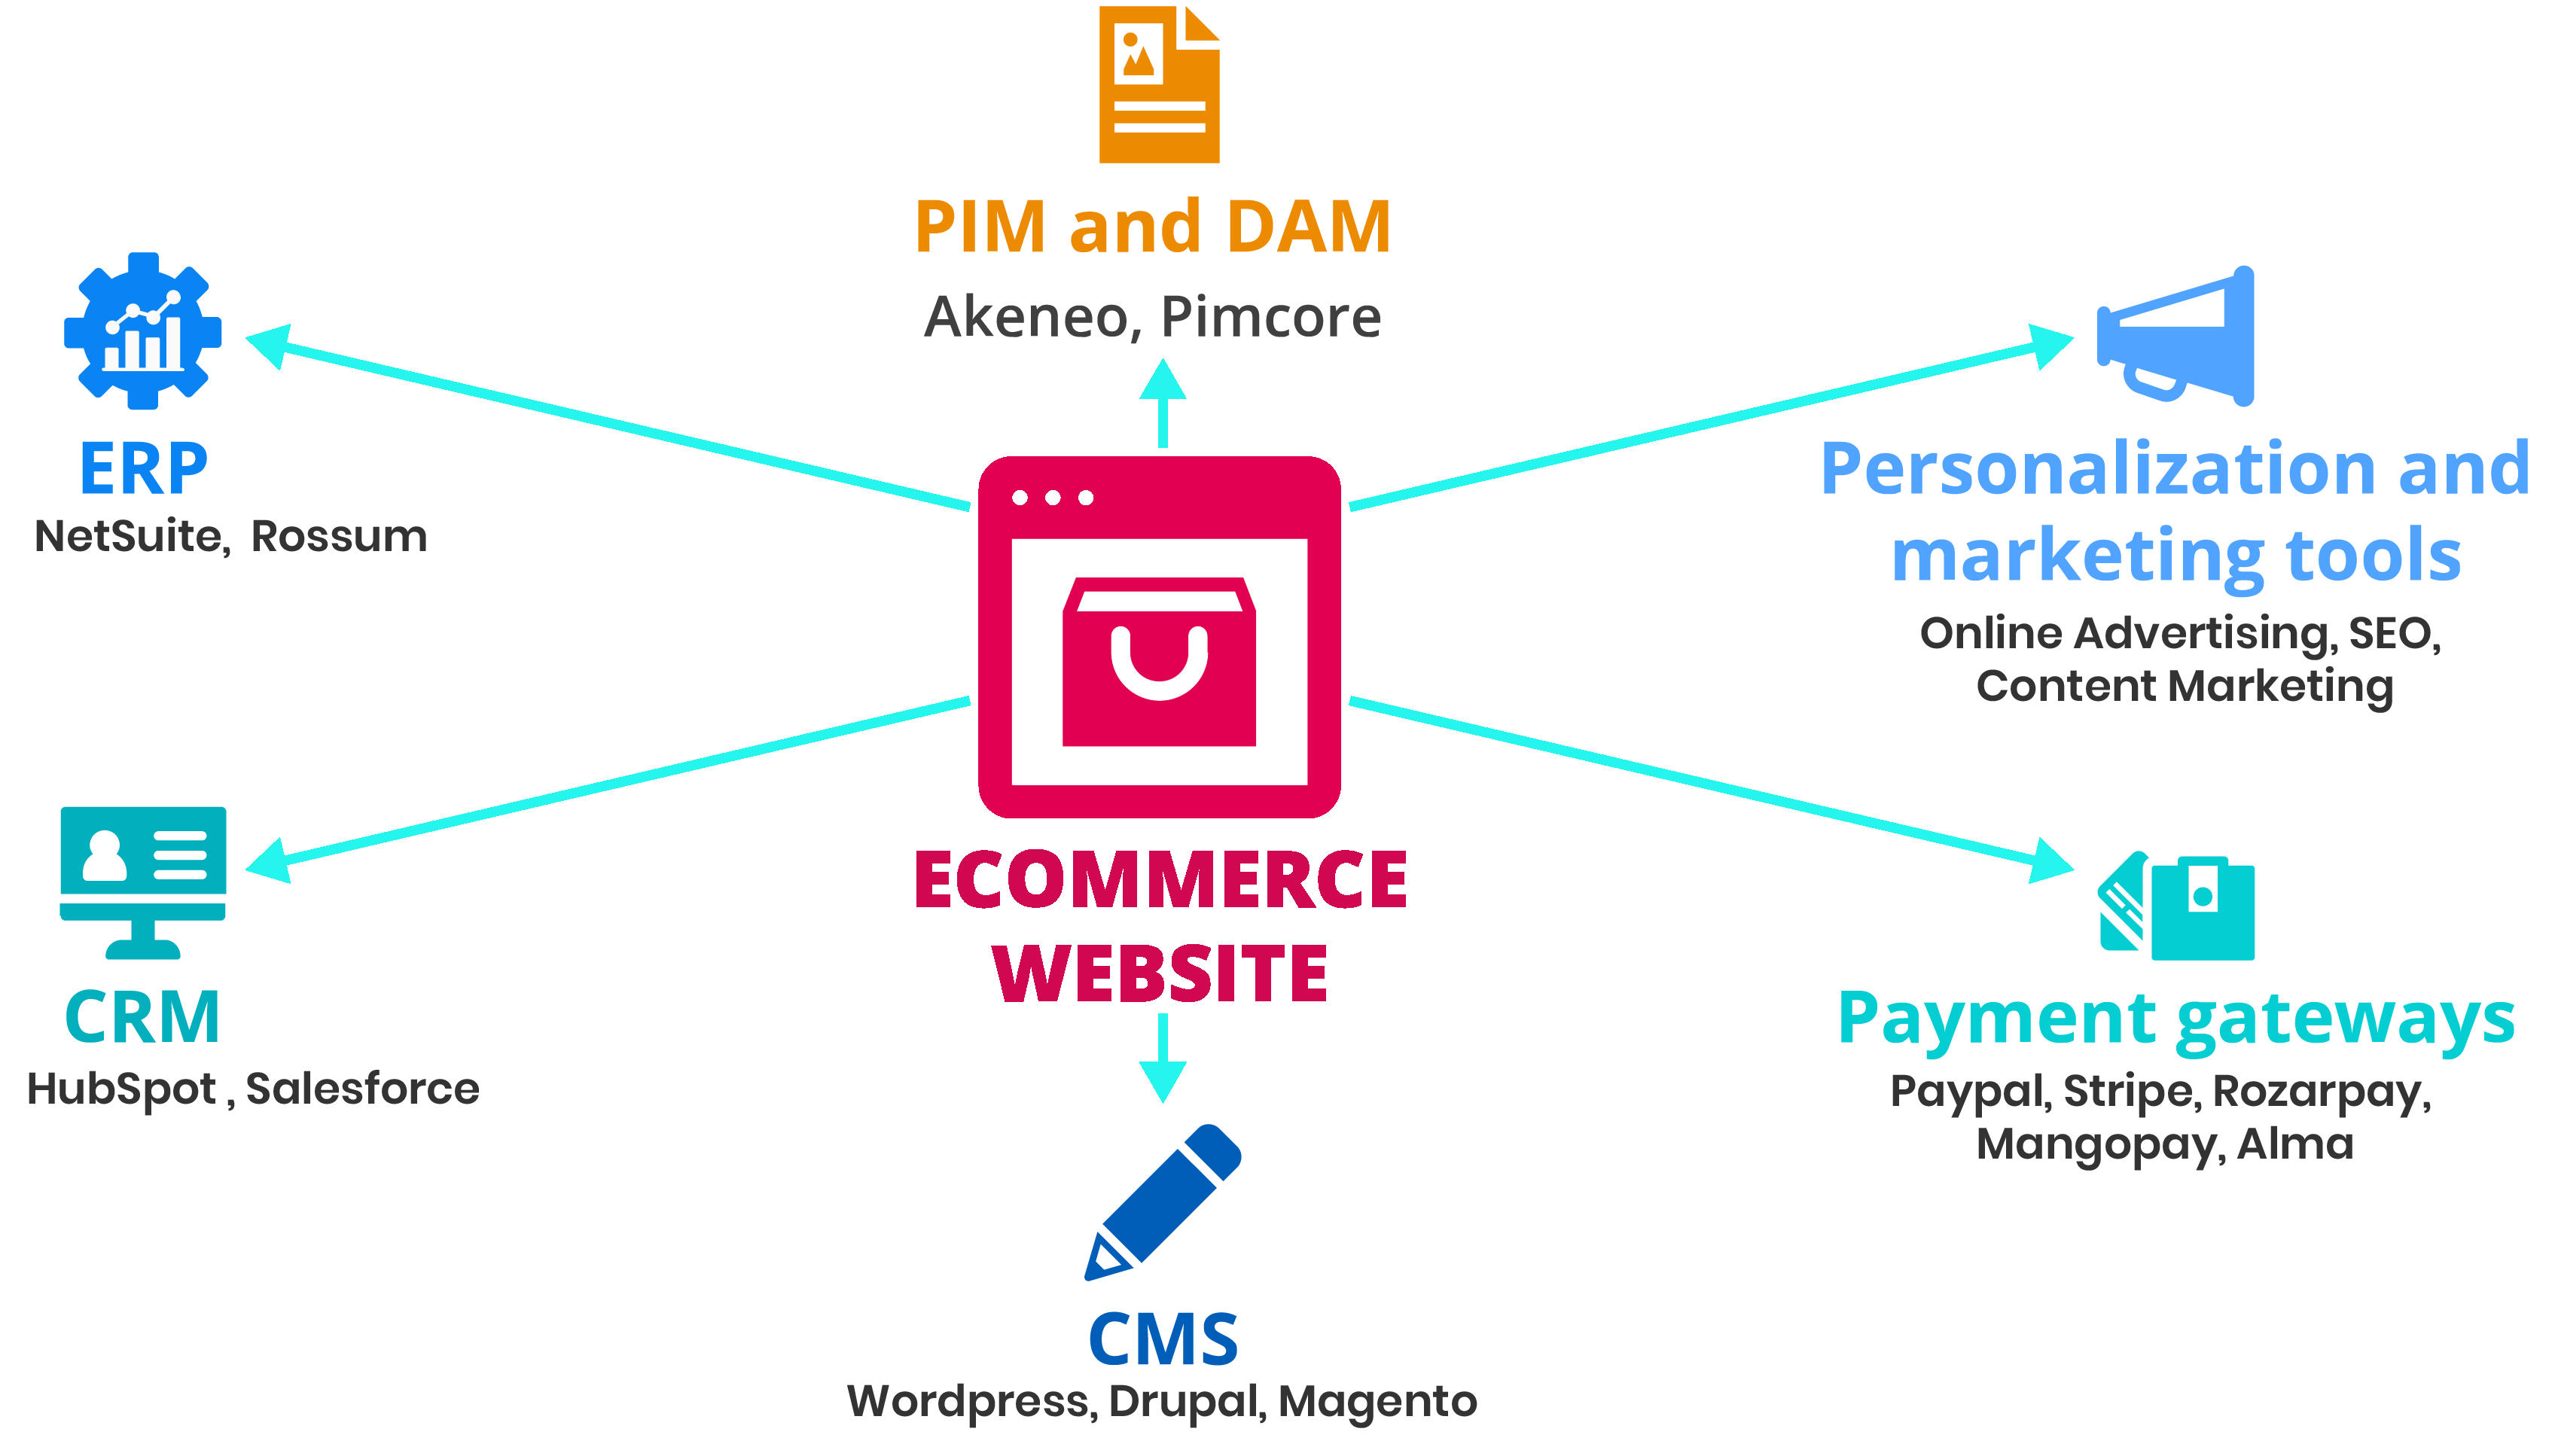 PIM and DAM
Akeneo, Pimcore
ERP
NetSuite, Rossum
Personalization and
marketing tools
Online Advertising, SEO,
Content Marketing
ECOMMERCE
WEBSITE
CRM
HubSpot , Salesforce
Payment gateways
Paypal, Stripe, Rozarpay,
Mangopay, Alma
CMS
Wordpress, Drupal, Magento